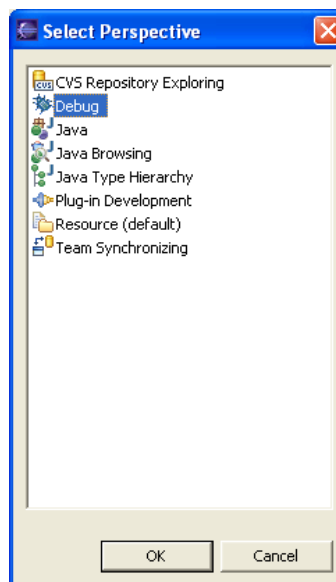 Select Perspective
CVS Repository Exploring
Debug
Java
Java Browsing
Java Type Hierarchy
Plug-in Development
Resource (default)
Team Synchronizing
OK
Cancel